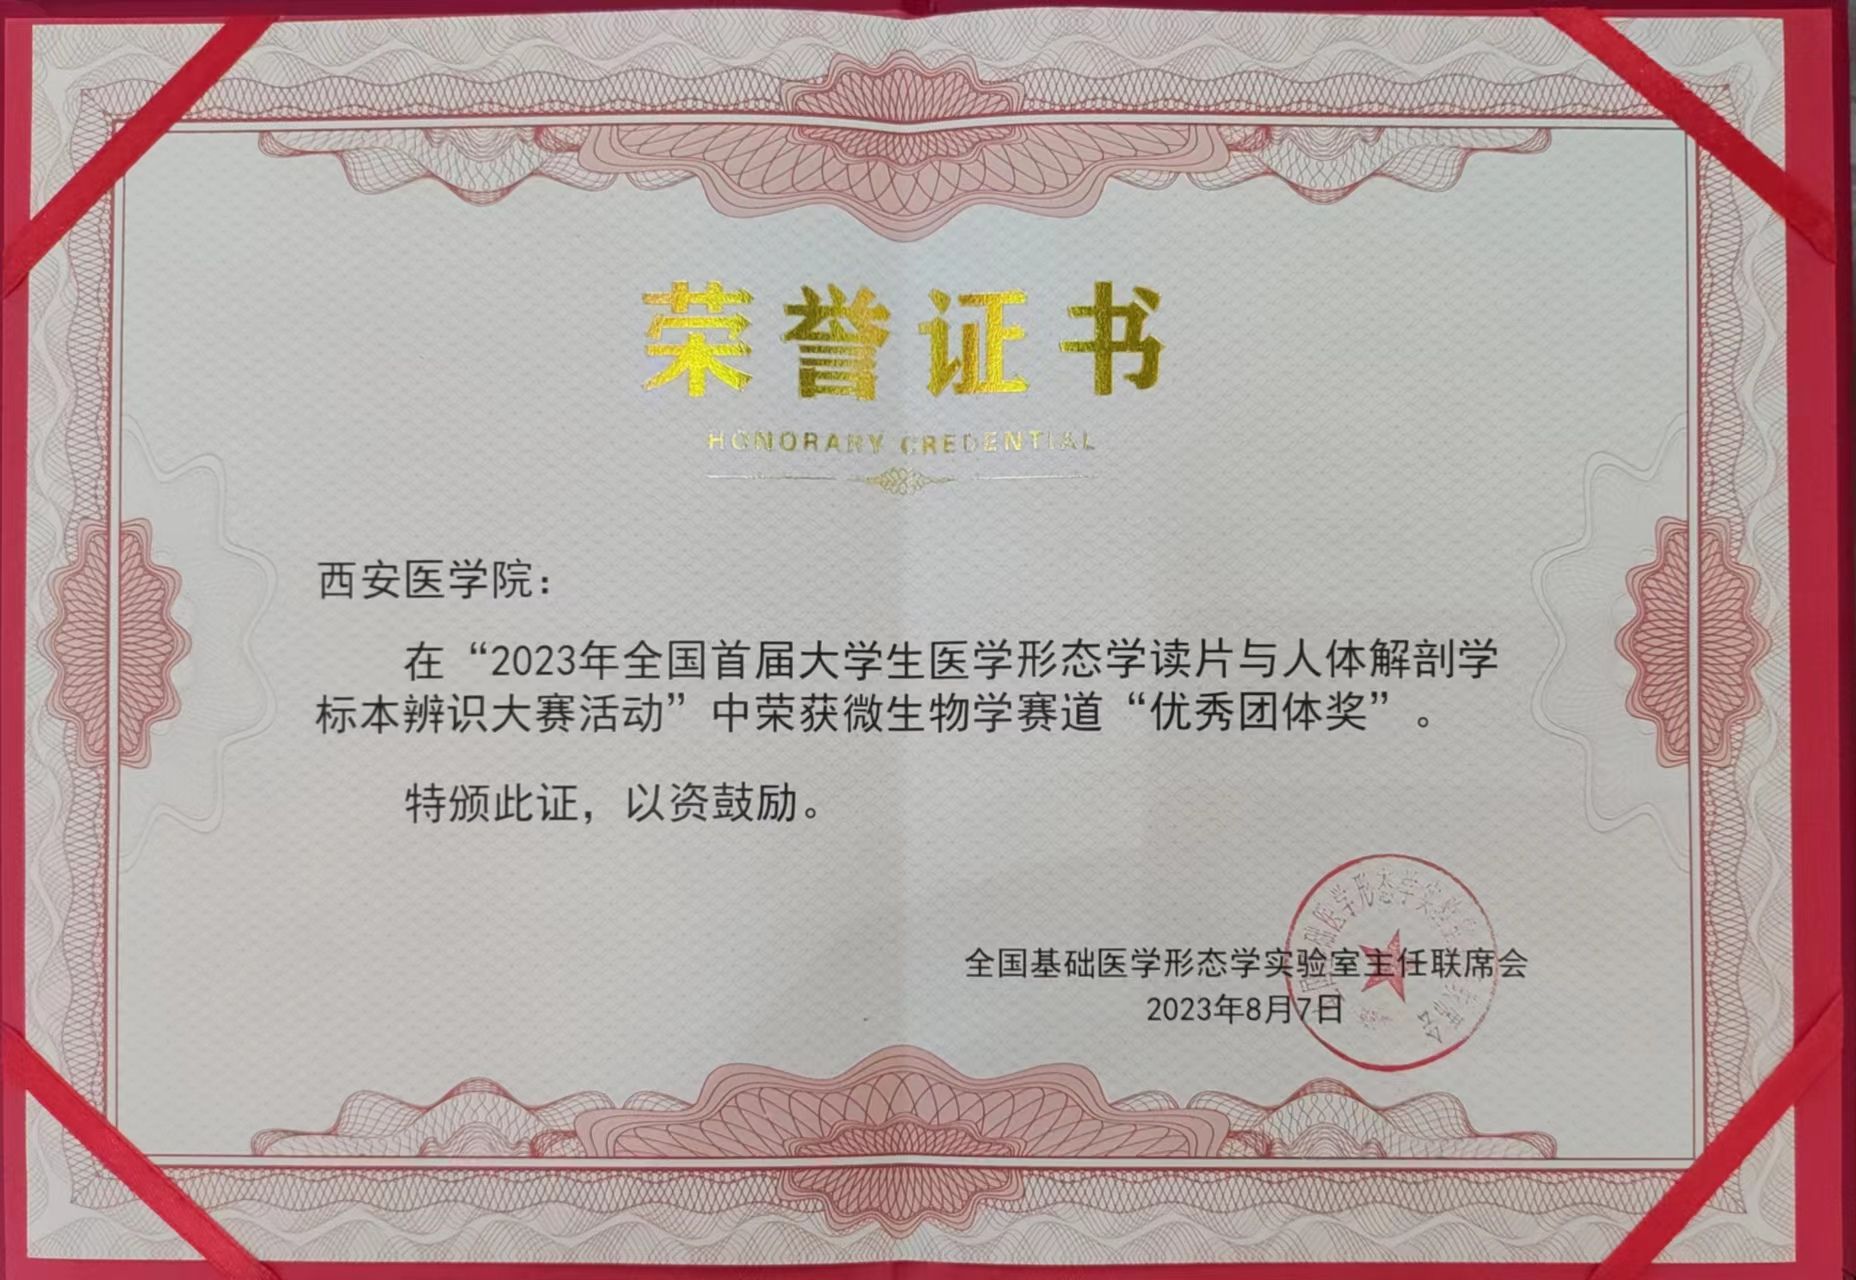 荣誉证书
HONORARY CREDENTIAL
西安医学院：
在“2023年全国首届大学生医学形态学读片与人体解剖学
标本辨识大赛活动”中荣获微生物学赛道“优秀团体奖”。
特颁此证，以资鼓励。
全国基础医学形态学实验室主任联席会
2023年8月7日